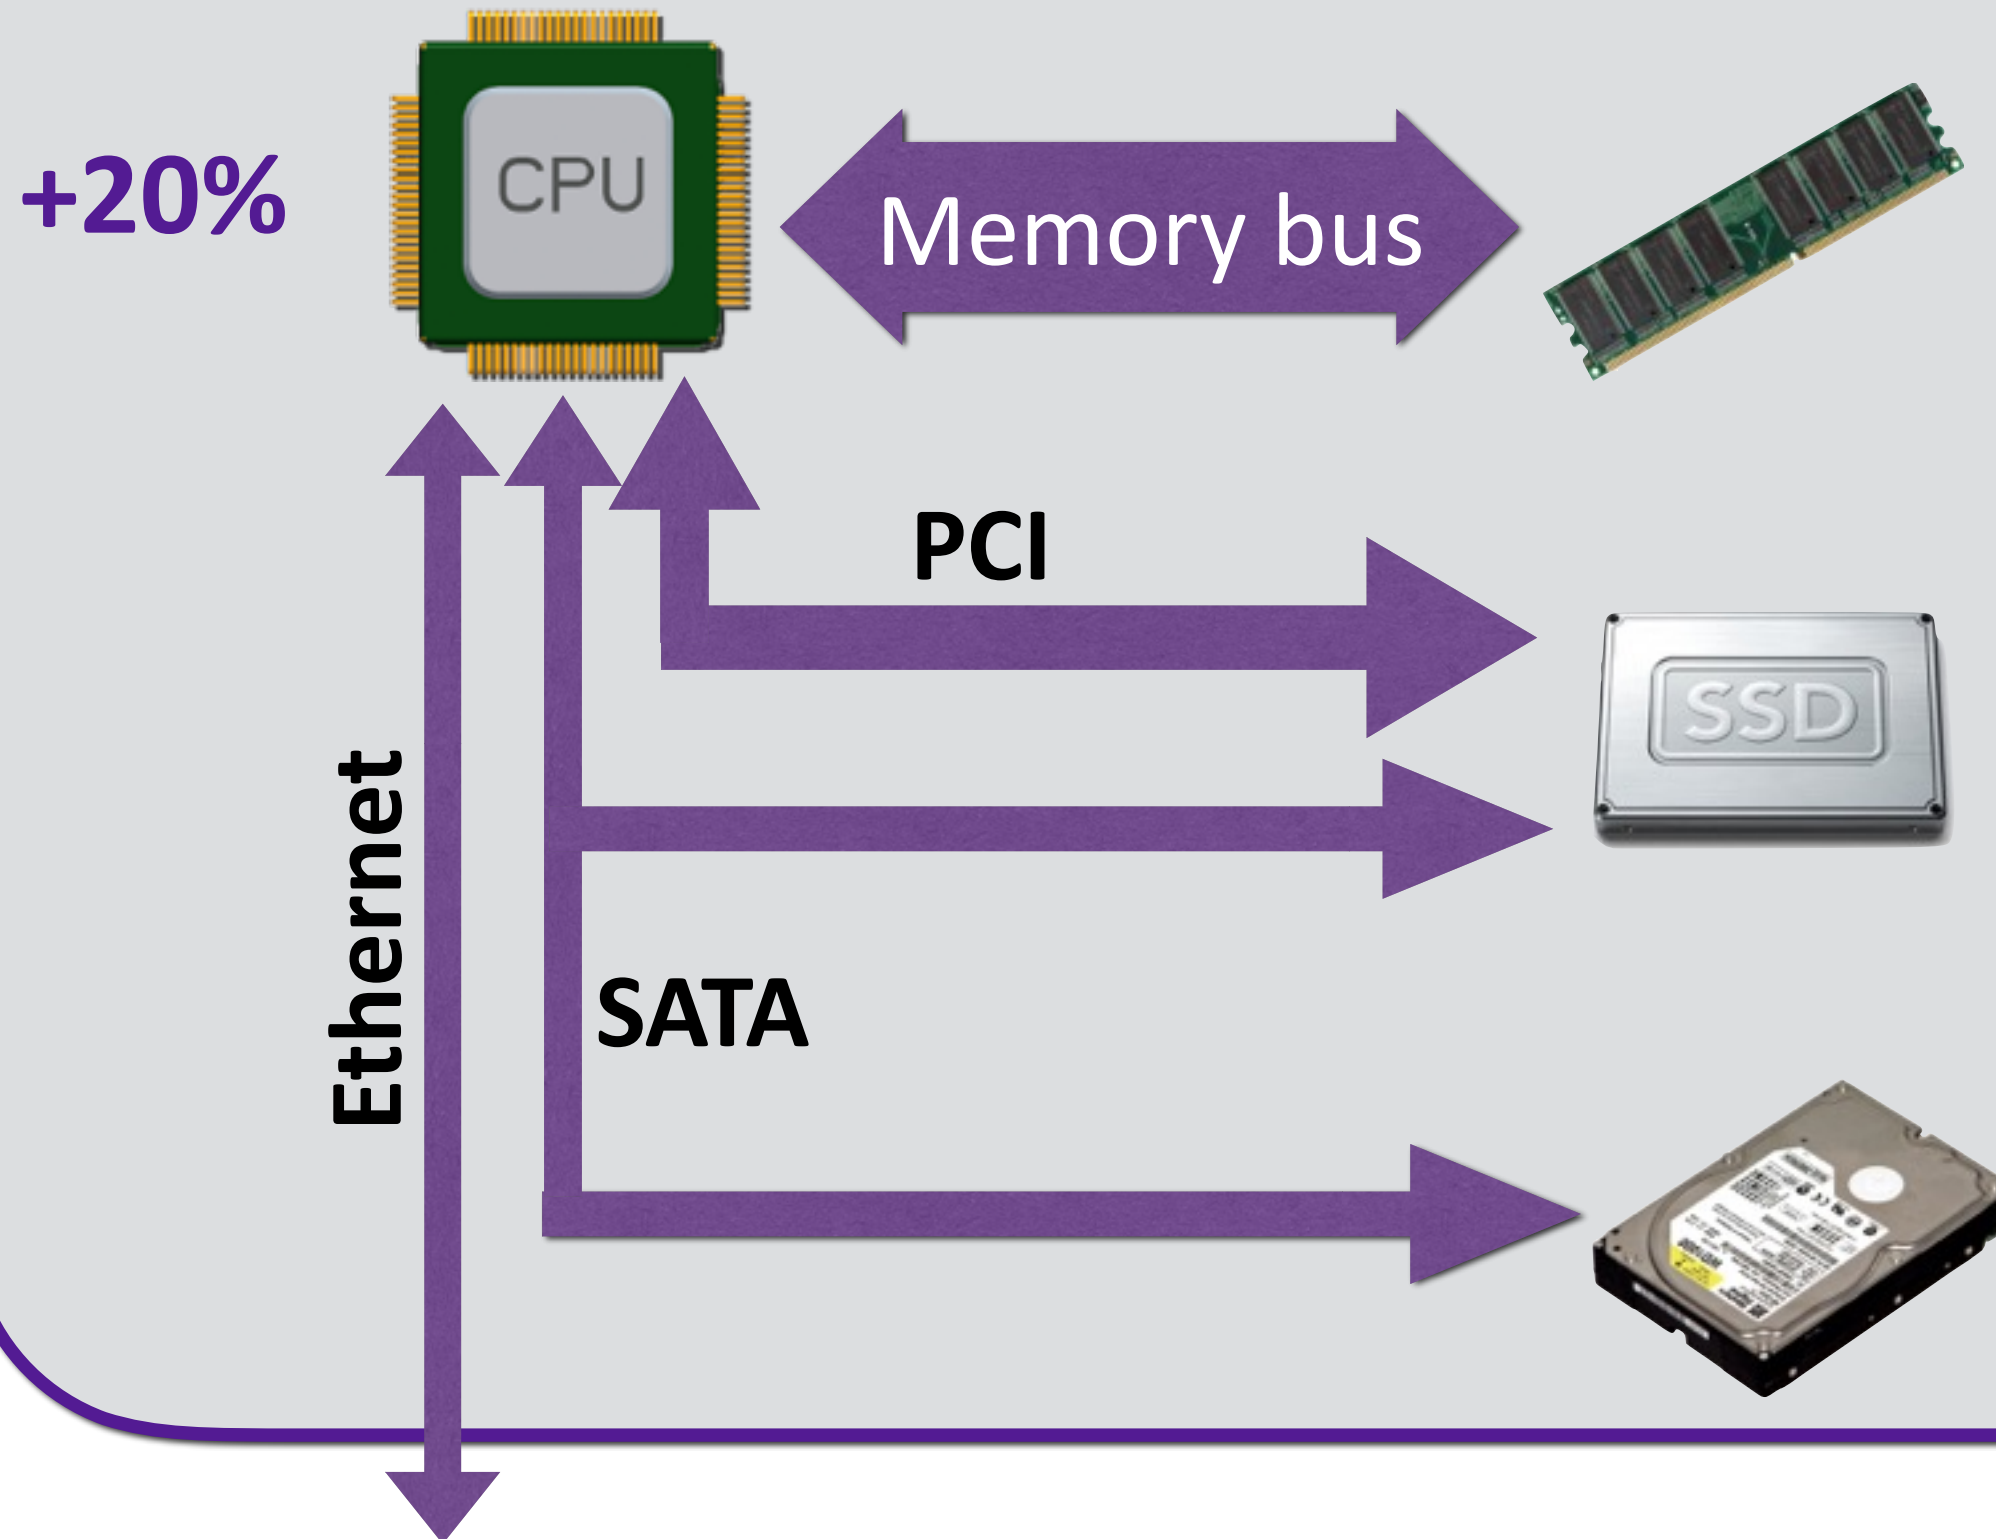 +20%
CPU
Memory bus
PCI
SSD
Ethernet
SATA